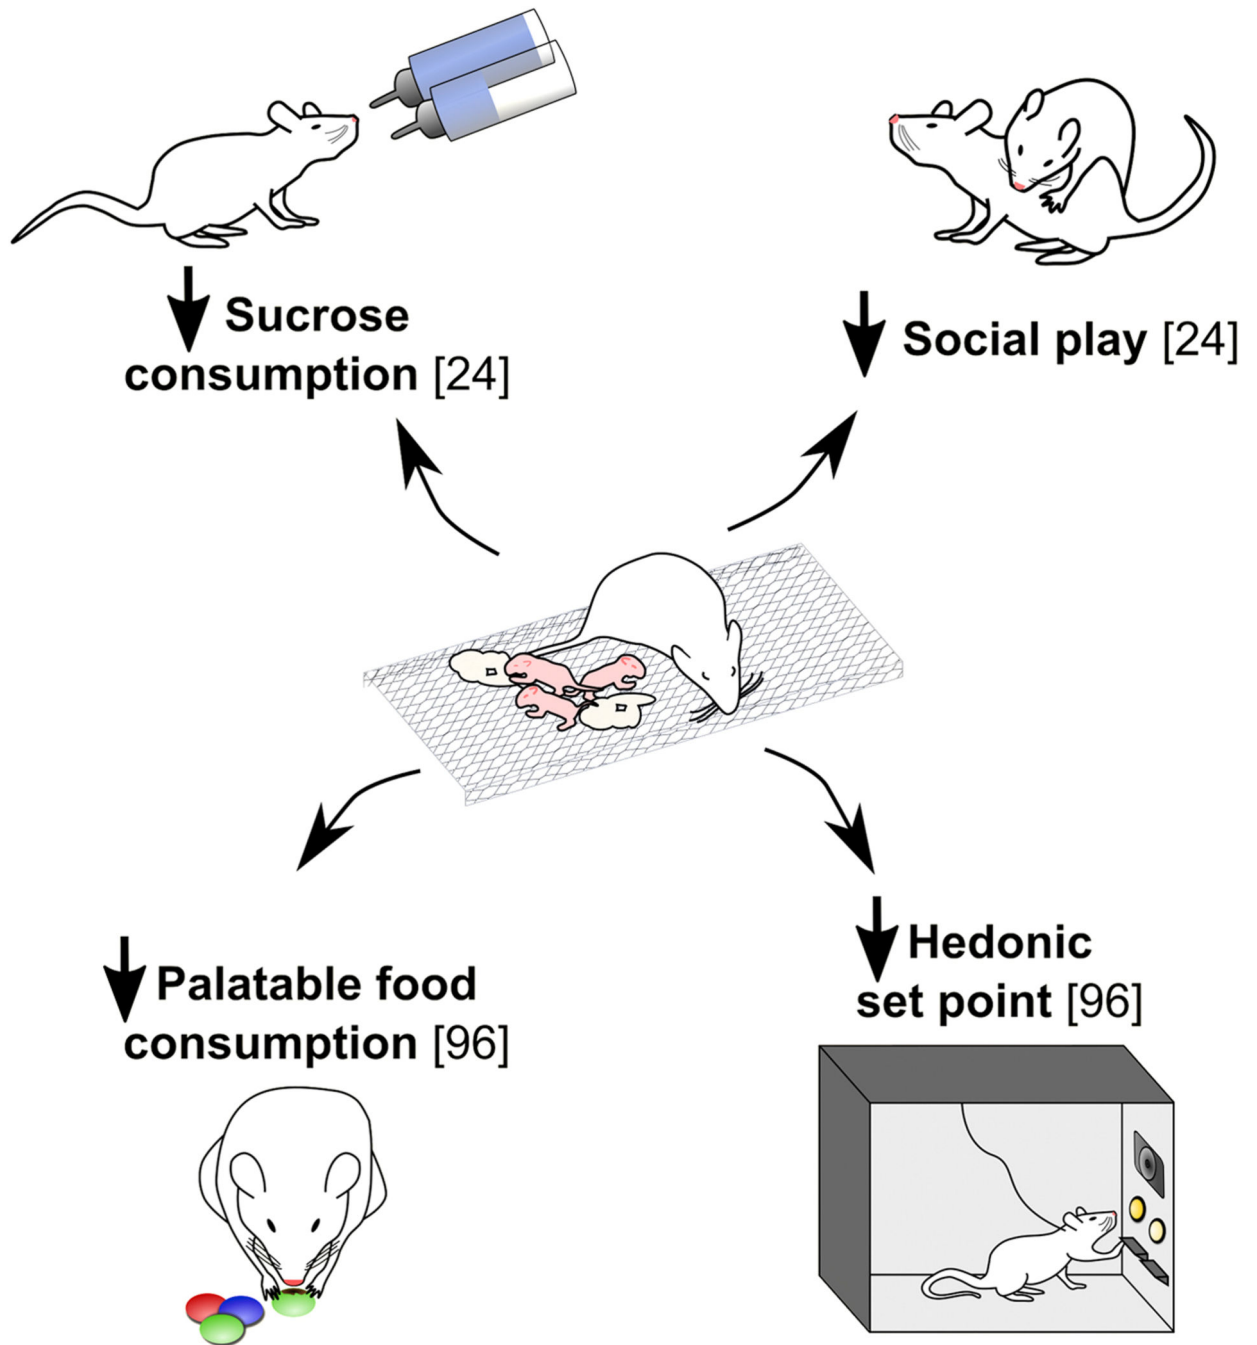 Sucrose
consumption [24]
Social play [24]
Palatable food
consumption [96]
Hedonic
set point [96]